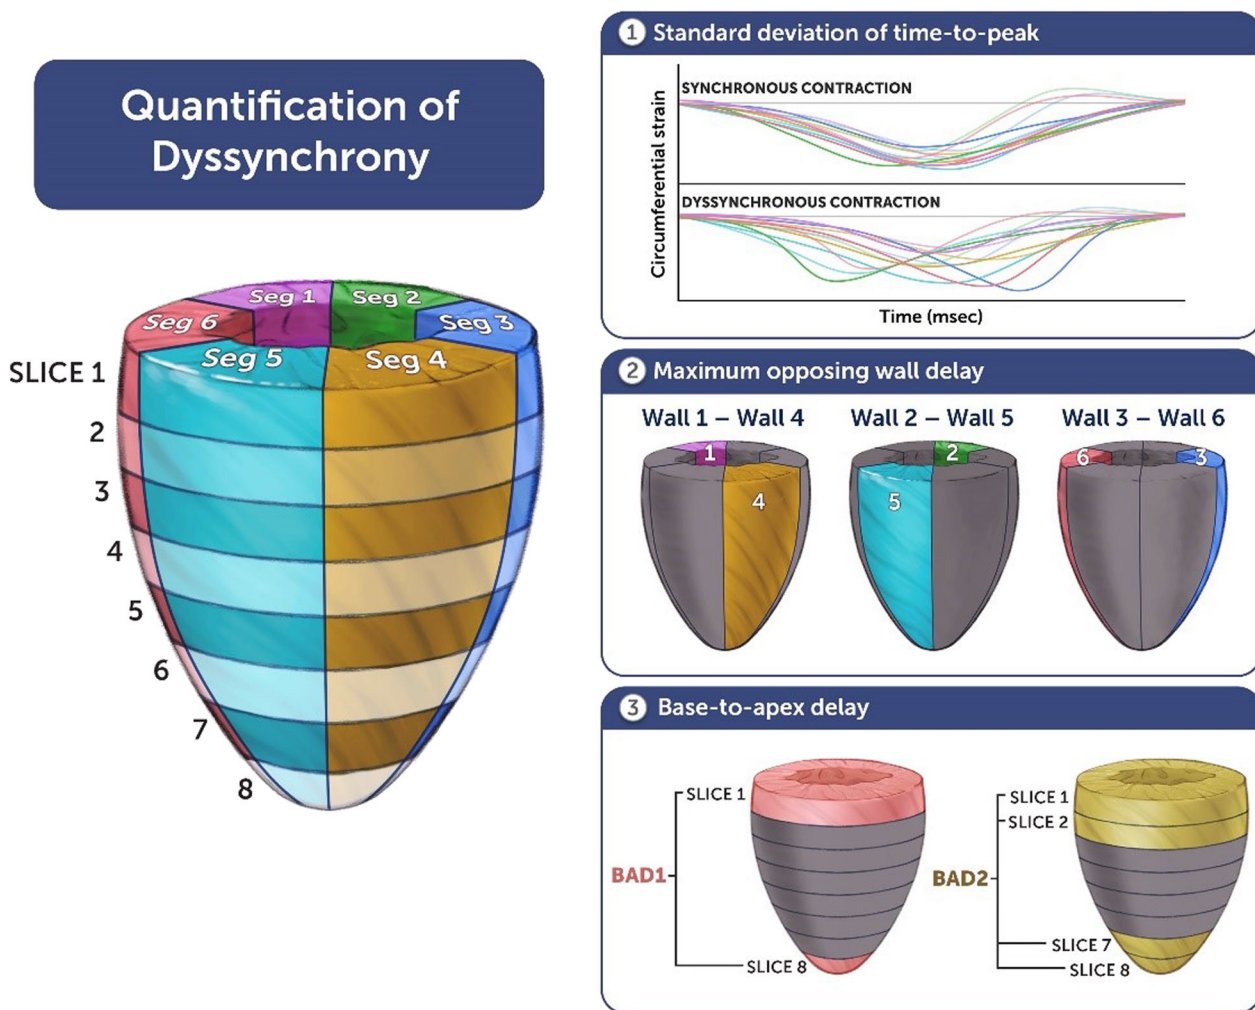 Quantification of
Dyssynchrony
Seg 1
Seg 2
Seg 6
Seg 3
Seg 5
Seg 4
SLICE 1
2
3
4
5
6
7
8
1 Standard deviation of time-to-peak
SYNCHRONOUS CONTRACTION
DYSSYNCHRONOUS CONTRACTION
Circumferential strain
Time (msec)
2 Maximum opposing wall delay
Wall 1 – Wall 4
Wall 2 – Wall 5
Wall 3 – Wall 6
1
4
2
5
6
3
3 Base-to-apex delay
SLICE 1
BAD1
SLICE 8
SLICE 1
SLICE 2
BAD2
SLICE 7
SLICE 8